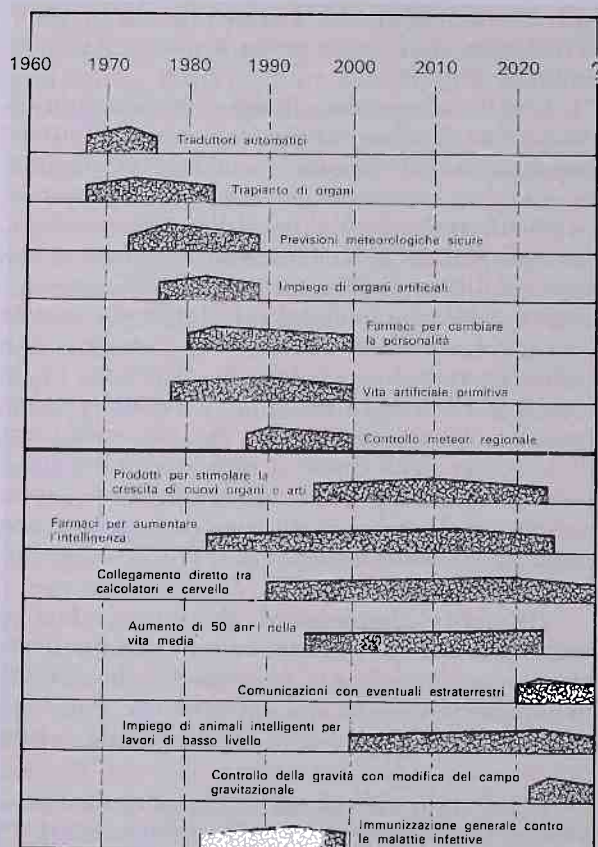 1960 1970 1980 1990 2000 2010 2020 ?
Traduttori automatici
Trapianto di organi
Previsioni meteorologiche sicure
Impiego di organi artificiali
Farmaci per cambiare
la personalità
Vita artificiale primitiva
Controllo meteor. regionale
Prodotti per stimolare la
crescita di nuovi organi e arti
Farmaci per aumentare
l'intelligenza
Collegamento diretto tra
calcolatori e cervello
Aumento di 50 anni nella
vita media
Comunicazioni con eventuali estraterrestri
Impiego di animali intelligenti per
lavori di basso livello
Controllo della gravità con modifica del campo
gravitazionale
Immunizzazione generale contro
le malattie infettive